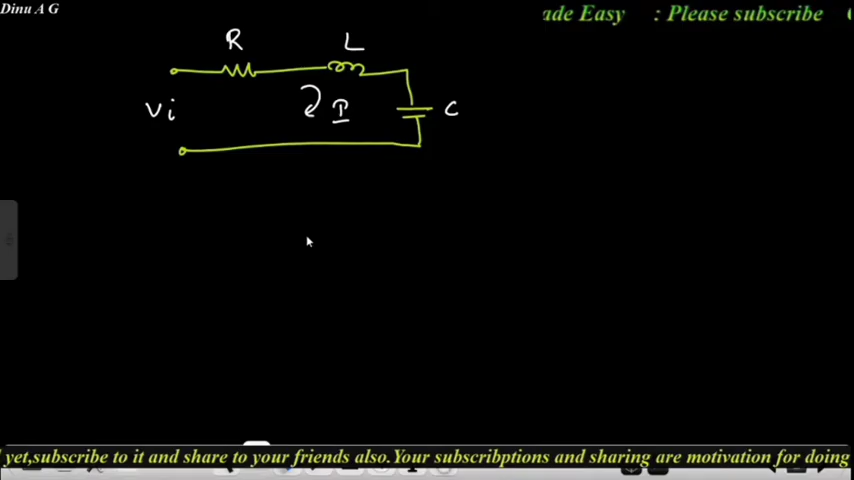 Dinu A G
ade Easy : Please subscribe
R
L
Vi
I
C
yet,subscribe to it and share to your friends also.Your subscribptions and sharing are motivation for doing